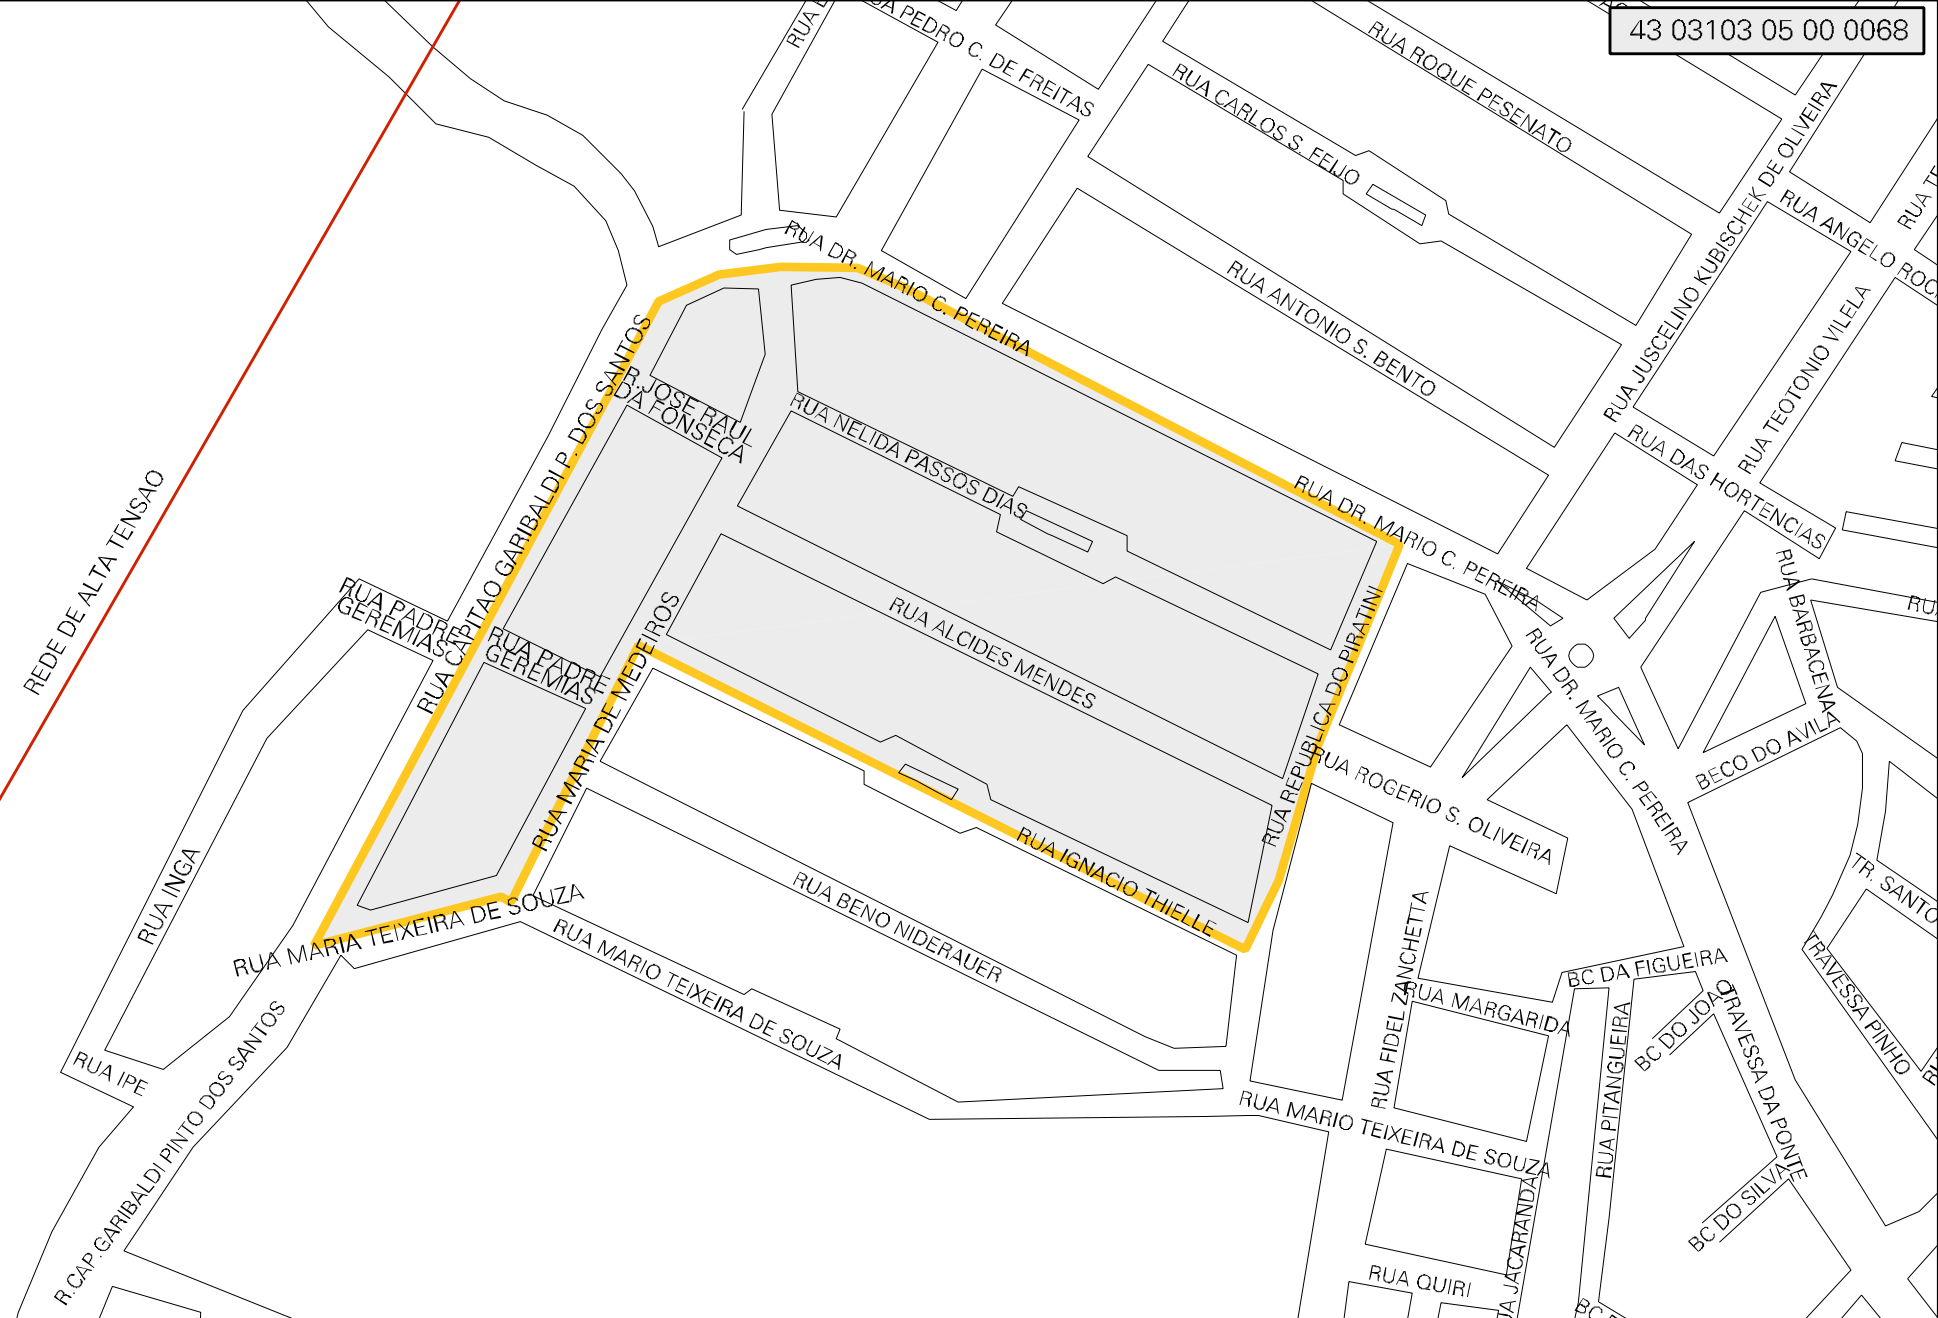 43 03103 05 00 0068
RUA PEDRO C. DE FREITAS
RUA ROQUE PESENATO
RUA CARLOS S. FEIJO
RUA JUSCELINO KUBISCHEK DE OLIVEIRA
RUA ANGELO
RUA DR. MARIO C. PEREIRA
RUA ANTONIO S. BENTO
RUA TEOTONIO VILELA
RUA CAPITAO GARIBALDI P. DOS SANTOS
R.JOSE RAUL
DA FONSECA
RUA NELIDA PASSOS DIAS
RUA DAS HORTENCIAS
RUA DR. MARIO C. PEREIRA
REDE DE ALTA TENSAO
RUA PADRE
GEREMIAS
RUA PADRE
GEREMIAS
RUA MARIA DE MEDEIROS
RUA ALCIDES MENDES
RUA REPUBLICA DO PIRATINI
RUA BARBACENA
RUA DR. MARIO C. PEREIRA
BECO DO AVILA
RUA ROGERIO S. OLIVEIRA
RUA IGNACIO THIELLE
RUA INGA
RUA MARIA TEIXEIRA DE SOUZA
RUA BENO NIDERAUER
RUA MARIO TEIXEIRA DE SOUZA
RUA FIDEL ZANCHETTA
TR. SANTO
TRAVESSA PINHO
BC DA FIGUEIRA
RUA MARGARIDA
BC DO JOAO
TRAVESSA DA PONTE
RUA PITANGUEIRA
RUA IPE
R.CAP.GARIBALDI PINTO DOS SANTOS
RUA MARIO TEIXEIRA DE SOUZA
BC DO SILVA
JACARANDA
RUA QUIRI